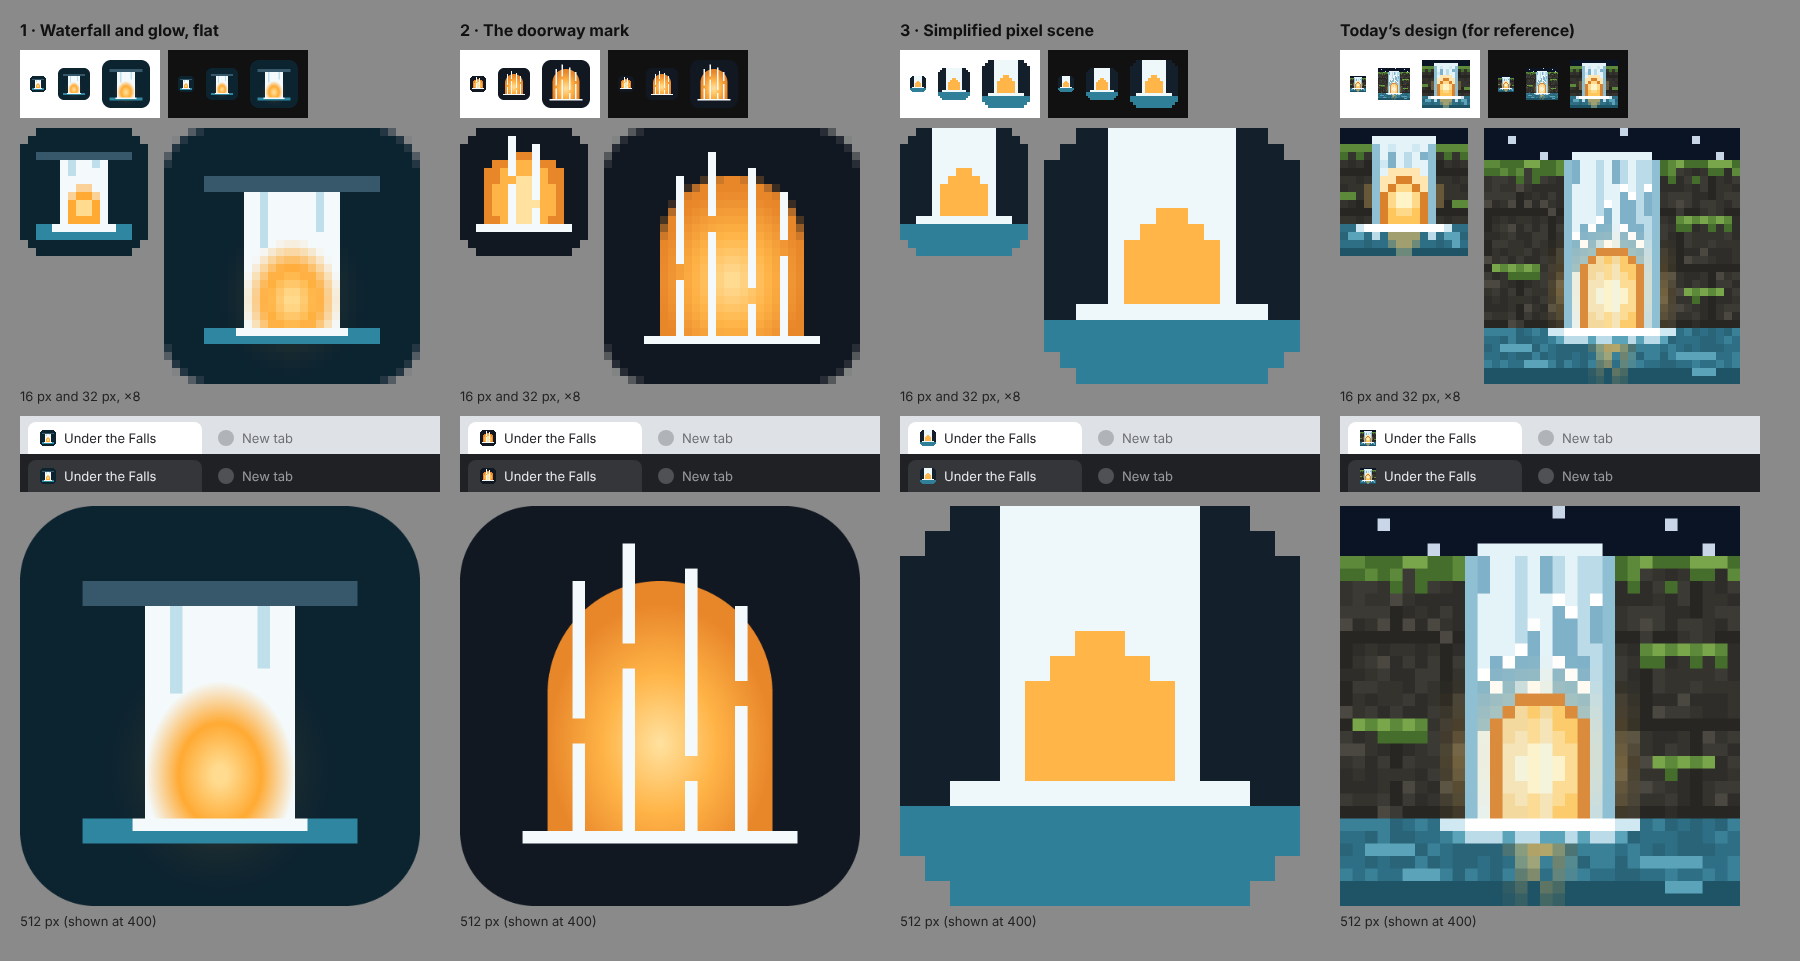 1 · Waterfall and glow, flat
2 · The doorway mark
3 · Simplified pixel scene
Today’s design (for reference)
16 px and 32 px, ×8
16 px and 32 px, ×8
16 px and 32 px, ×8
16 px and 32 px, ×8
Under the Falls
New tab
Under the Falls
New tab
Under the Falls
New tab
Under the Falls
New tab
Under the Falls
New tab
Under the Falls
New tab
Under the Falls
New tab
Under the Falls
New tab
512 px (shown at 400)
512 px (shown at 400)
512 px (shown at 400)
512 px (shown at 400)